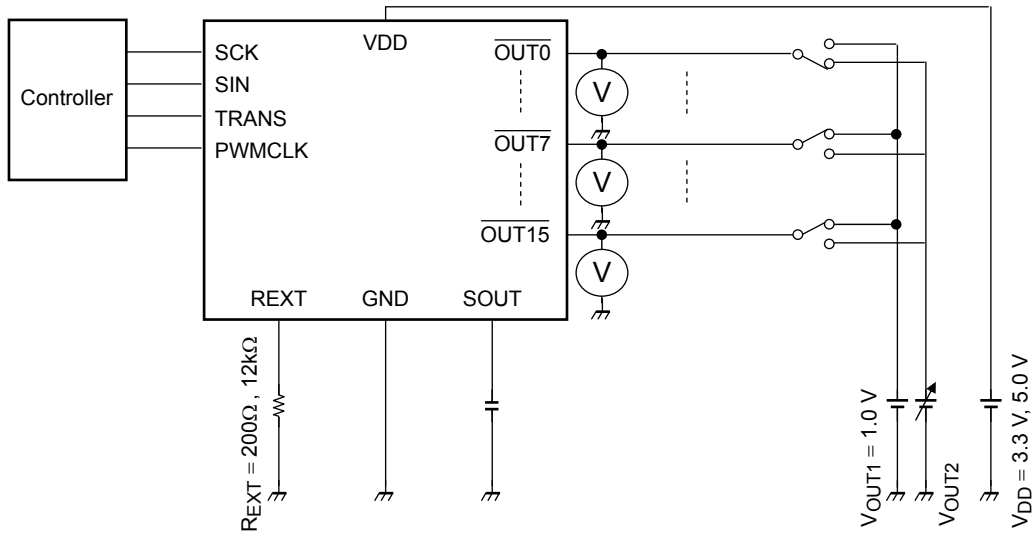 Controller
SCK
SIN
TRANS
PWMCLK
VDD
OUT0
OUT7
OUT15
V
V
V
REXT
GND
SOUT
REXT = 200Ω , 12kΩ
VOUT1 = 1.0 V
VOUT2
VDD = 3.3 V, 5.0 V